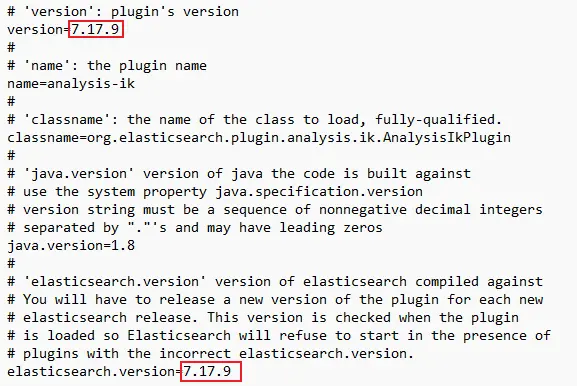 # 'version': plugin's version
version=7.17.9
#
# 'name': the plugin name
name=analysis-ik
#
# 'classname': the name of the class to load, fully-qualified.
classname=org.elasticsearch.plugin.analysis.ik.AnalysisIkPlugin
#
# 'java.version' version of java the code is built against
# use the system property java.specification.version
# version string must be a sequence of nonnegative decimal integers
# separated by "."'s and may have leading zeros
java.version=1.8
#
# 'elasticsearch.version' version of elasticsearch compiled against
# You will have to release a new version of the plugin for each new
# elasticsearch release. This version is checked when the plugin
# is loaded so Elasticsearch will refuse to start in the presence of
# plugins with the incorrect elasticsearch.version.
elasticsearch.version=7.17.9